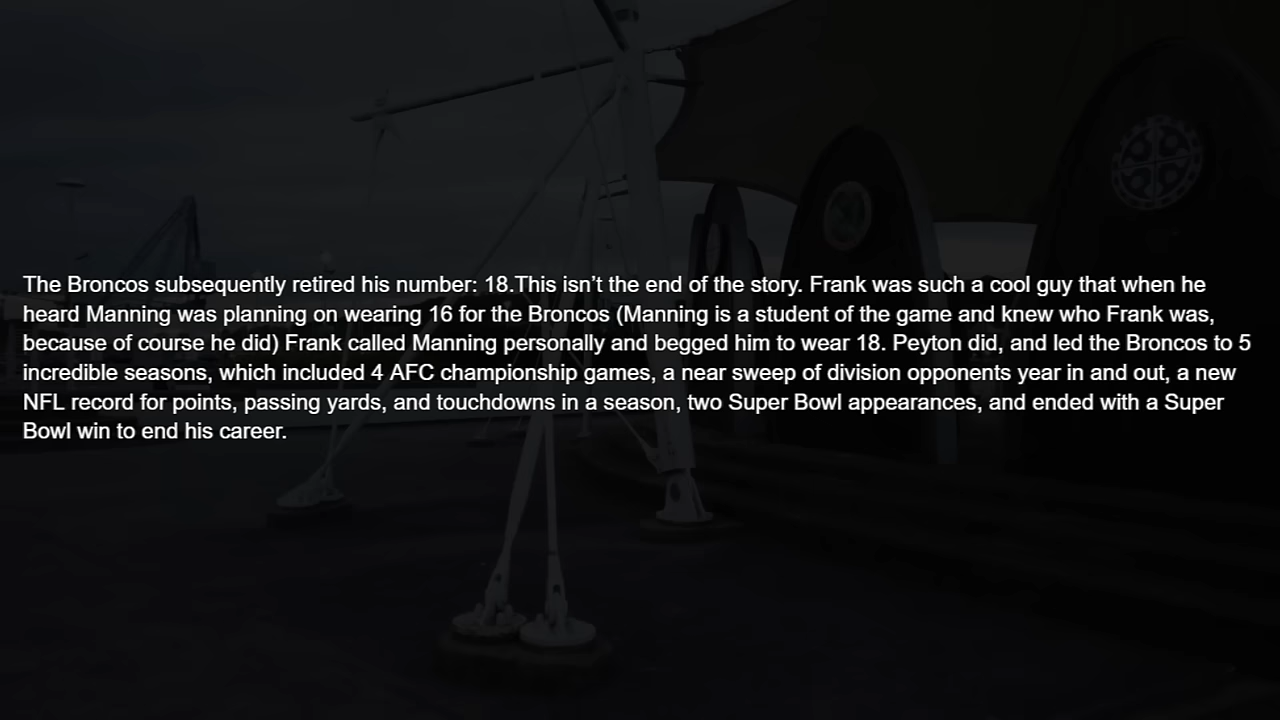 The Broncos subsequently retired his number: 18.This isn’t the end of the story. Frank was such a cool guy that when he
heard Manning was planning on wearing 16 for the Broncos (Manning is a student of the game and knew who Frank was,
because of course he did) Frank called Manning personally and begged him to wear 18. Peyton did, and led the Broncos to 5
incredible seasons, which included 4 AFC championship games, a near sweep of division opponents year in and out, a new
NFL record for points, passing yards, and touchdowns in a season, two Super Bowl appearances, and ended with a Super
Bowl win to end his career.